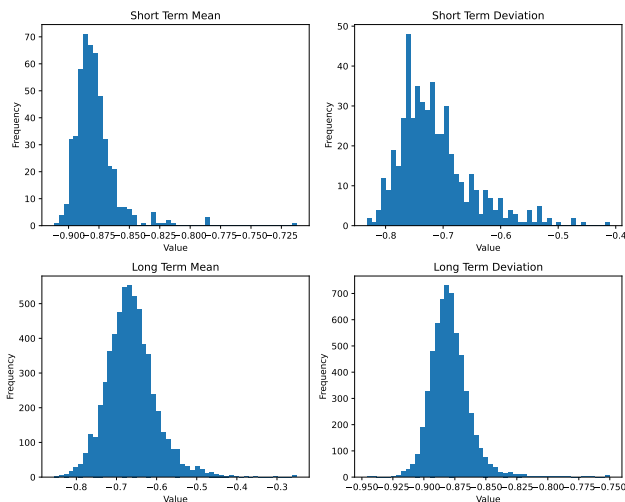 Short Term Mean
Frequency
70
60
50
40
30
20
10
0
−0.900 −0.875 −0.850 −0.825 −0.800 −0.775 −0.750 −0.725
Value
Short Term Deviation
Frequency
50
40
30
20
10
0
−0.8 −0.7 −0.6 −0.5 −0.4
Value
Long Term Mean
Frequency
500
400
300
200
100
0
−0.8 −0.7 −0.6 −0.5 −0.4 −0.3
Value
Long Term Deviation
Frequency
700
600
500
400
300
200
100
0
−0.950 −0.925 −0.900 −0.875 −0.850 −0.825 −0.800 −0.775 −0.750
Value